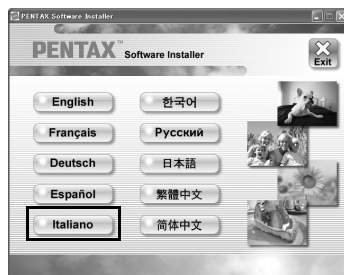 PENTAX Software Installer
PENTAX™ Software Installer
Exit
English
한국어
Français
Русский
Deutsch
日本語
Español
繁體中文
Italiano
简体中文